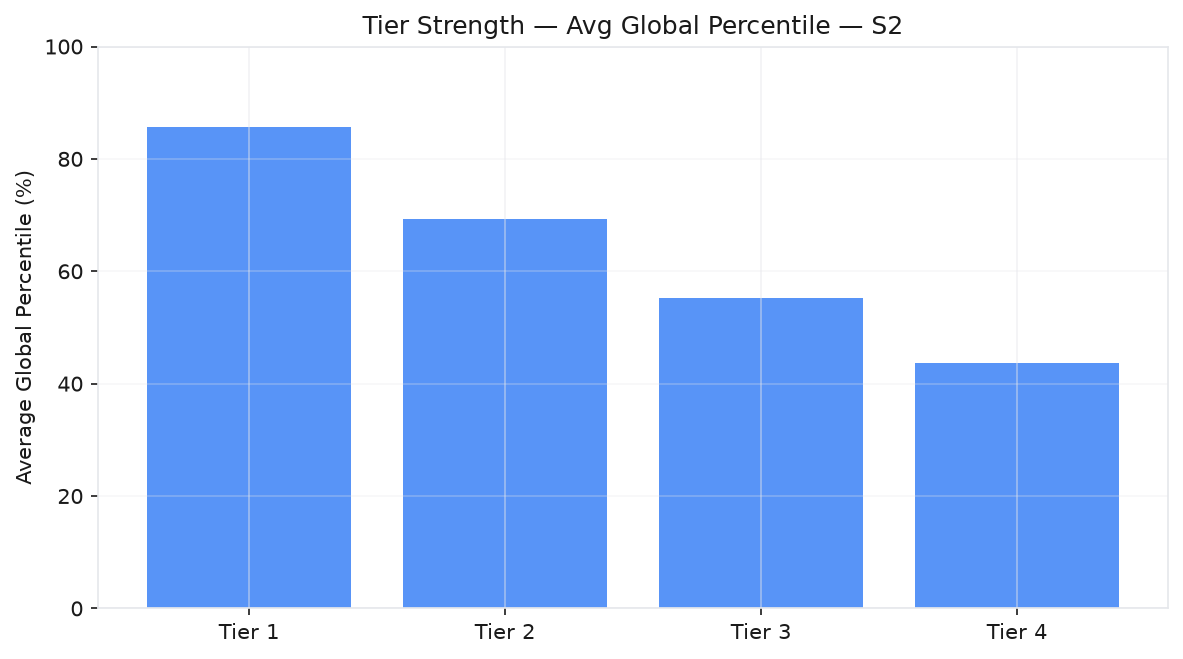 Tier Strength — Avg Global Percentile — S2
Average Global Percentile (%)
100
80
60
40
20
0
Tier 1
Tier 2
Tier 3
Tier 4